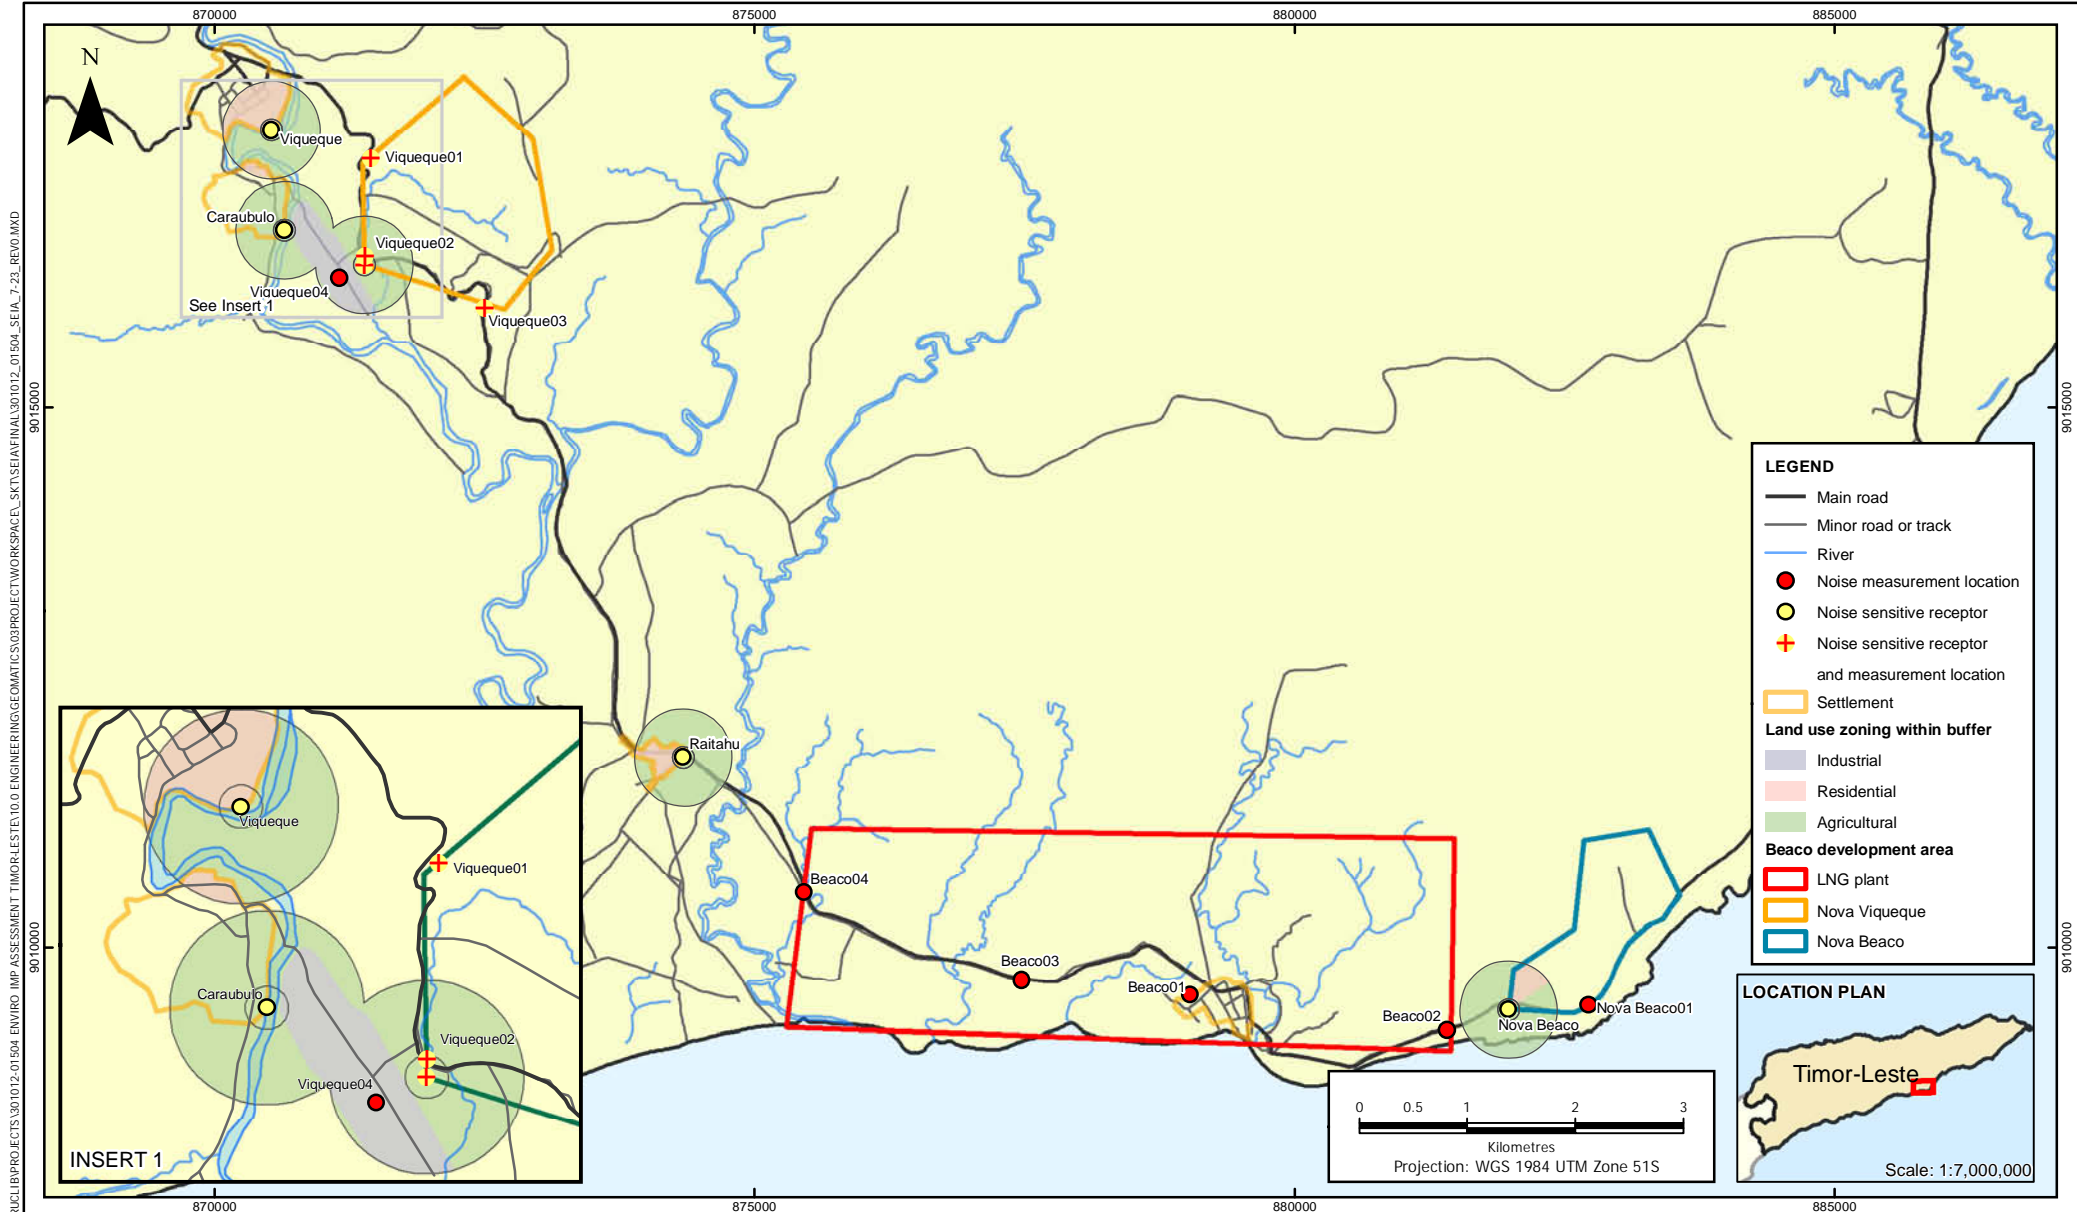 870000
875000
880000
885000
N
Viqueque
Viqueque01
Caraubulo
Viqueque02
Viqueque04
See Insert 1
Viqueque03
9015000
9015000
LEGEND
Main road
Minor road or track
River
Noise measurement location
Noise sensitive receptor
Noise sensitive receptor
and measurement location
Settlement
Land use zoning within buffer
Industrial
Residential
Agricultural
Beaco development area
LNG plant
Nova Viqueque
Nova Beaco
Raitahu
Beaco04
Beaco03
Beaco01
Beaco02
Nova Beaco
Nova Beaco01
9010000
9010000
Viqueque
Viqueque01
Caraubulo
Viqueque02
Viqueque04
INSERT 1
0
0.5
1
2
3
Kilometres
Projection: WGS 1984 UTM Zone 51S
LOCATION PLAN
Timor-Leste
Scale: 1:7,000,000
870000
875000
880000
885000